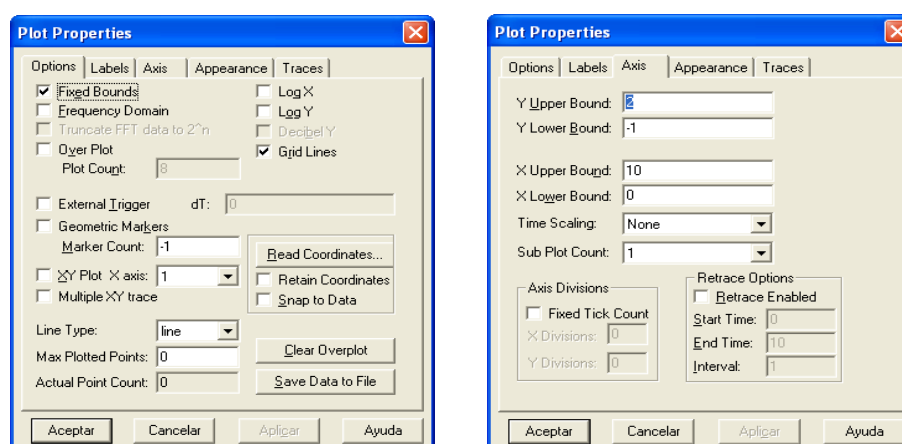 Plot Properties
Options Labels Axis Appearance Traces
Fixed Bounds
Log X
Frequency Domain
Log Y
Truncate FFT data to 2^n
Decibel Y
Over Plot
Grid Lines
Plot Count: 8
External Trigger dT: 0
Geometric Markers
Marker Count: -1
Read Coordinates...
XY Plot X axis: 1
Retain Coordinates
Multiple XY trace
Snap to Data
Line Type: line
Max Plotted Points: 0
Clear Overplot
Actual Point Count: 0
Save Data to File
Aceptar Cancelar Aplicar Ayuda
Plot Properties
Options Labels Axis Appearance Traces
Y Upper Bound: 2
Y Lower Bound: -1
X Upper Bound: 10
X Lower Bound: 0
Time Scaling: None
Sub Plot Count: 1
Axis Divisions
Fixed Tick Count
X Divisions: 0
Y Divisions: 0
Retrace Options
Retrace Enabled
Start Time: 0
End Time: 10
Interval: 1
Aceptar Cancelar Aplicar Ayuda